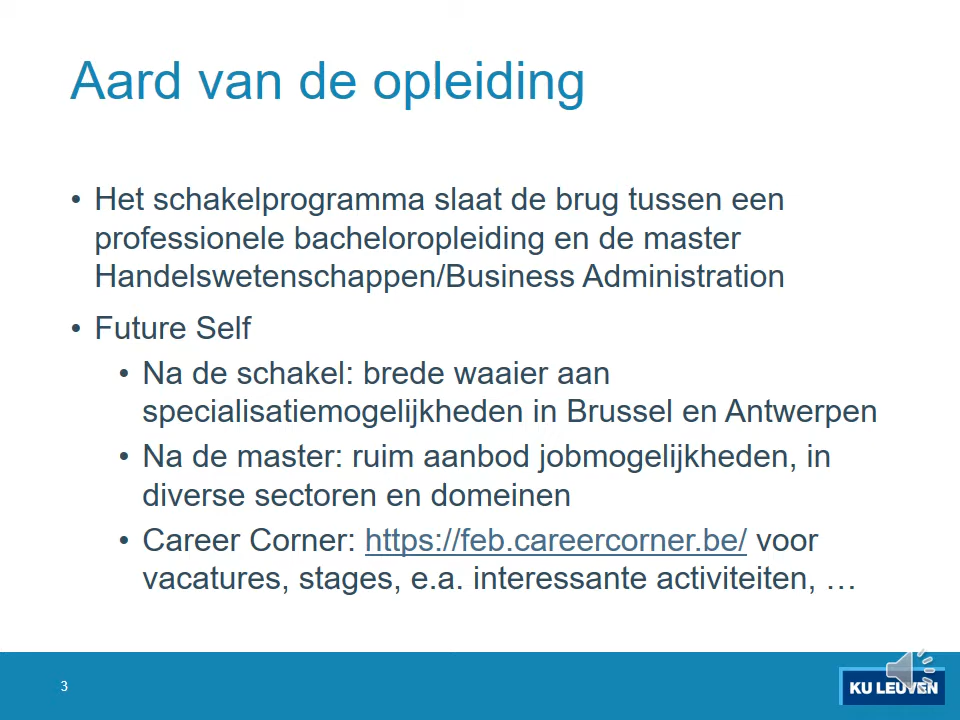 Aard van de opleiding
• Het schakelprogramma slaat de brug tussen een
professionele bacheloropleiding en de master
Handelswetenschappen/Business Administration
• Future Self
• Na de schakel: brede waaier aan
specialisatiemogelijkheden in Brussel en Antwerpen
• Na de master: ruim aanbod jobmogelijkheden, in
diverse sectoren en domeinen
• Career Corner: https://feb.careercorner.be/ voor
vacatures, stages, e.a. interessante activiteiten, …
3
KU LEUVEN